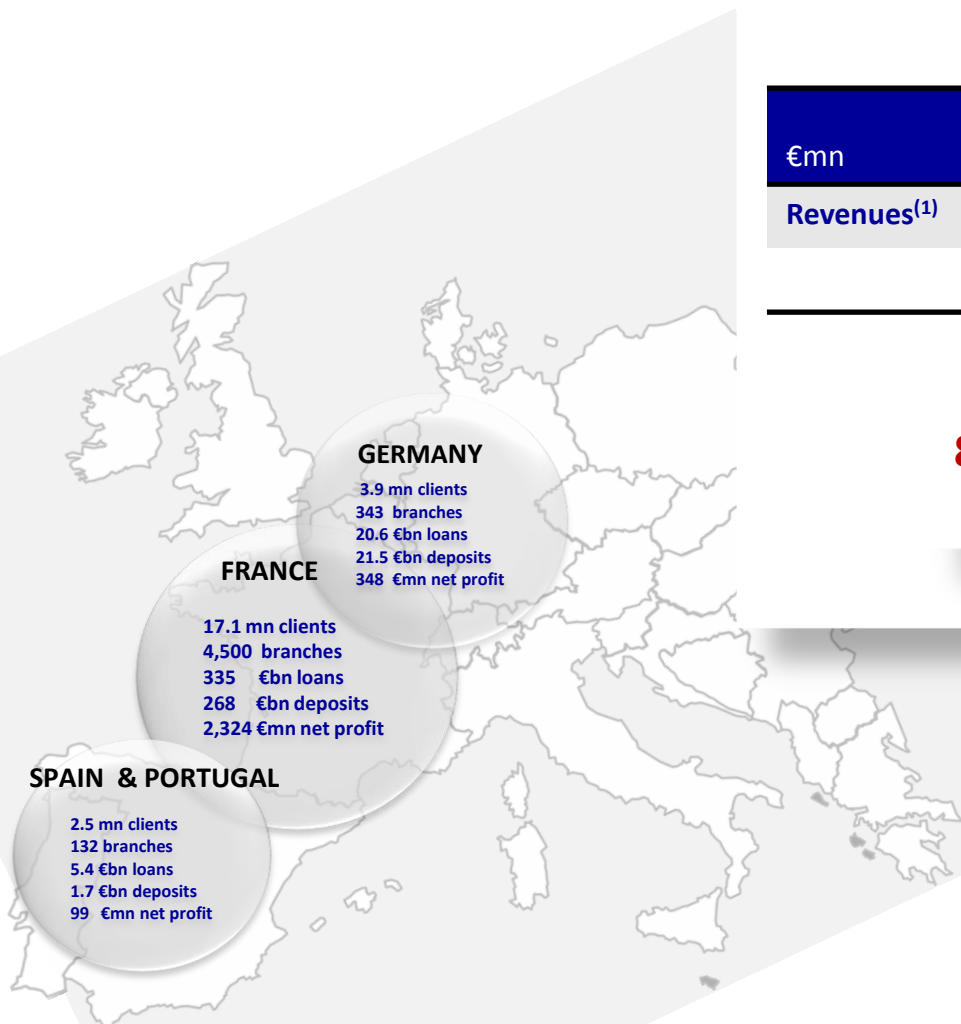 €mn
Revenues(1)
8
GERMANY
3.9 mn clients
343 branches
20.6 €bn loans
21.5 €bn deposits
348 €mn net profit
FRANCE
17.1 mn clients
4,500 branches
335 €bn loans
268 €bn deposits
2,324 €mn net profit
SPAIN & PORTUGAL
2.5 mn clients
132 branches
5.4 €bn loans
1.7 €bn deposits
99 €mn net profit